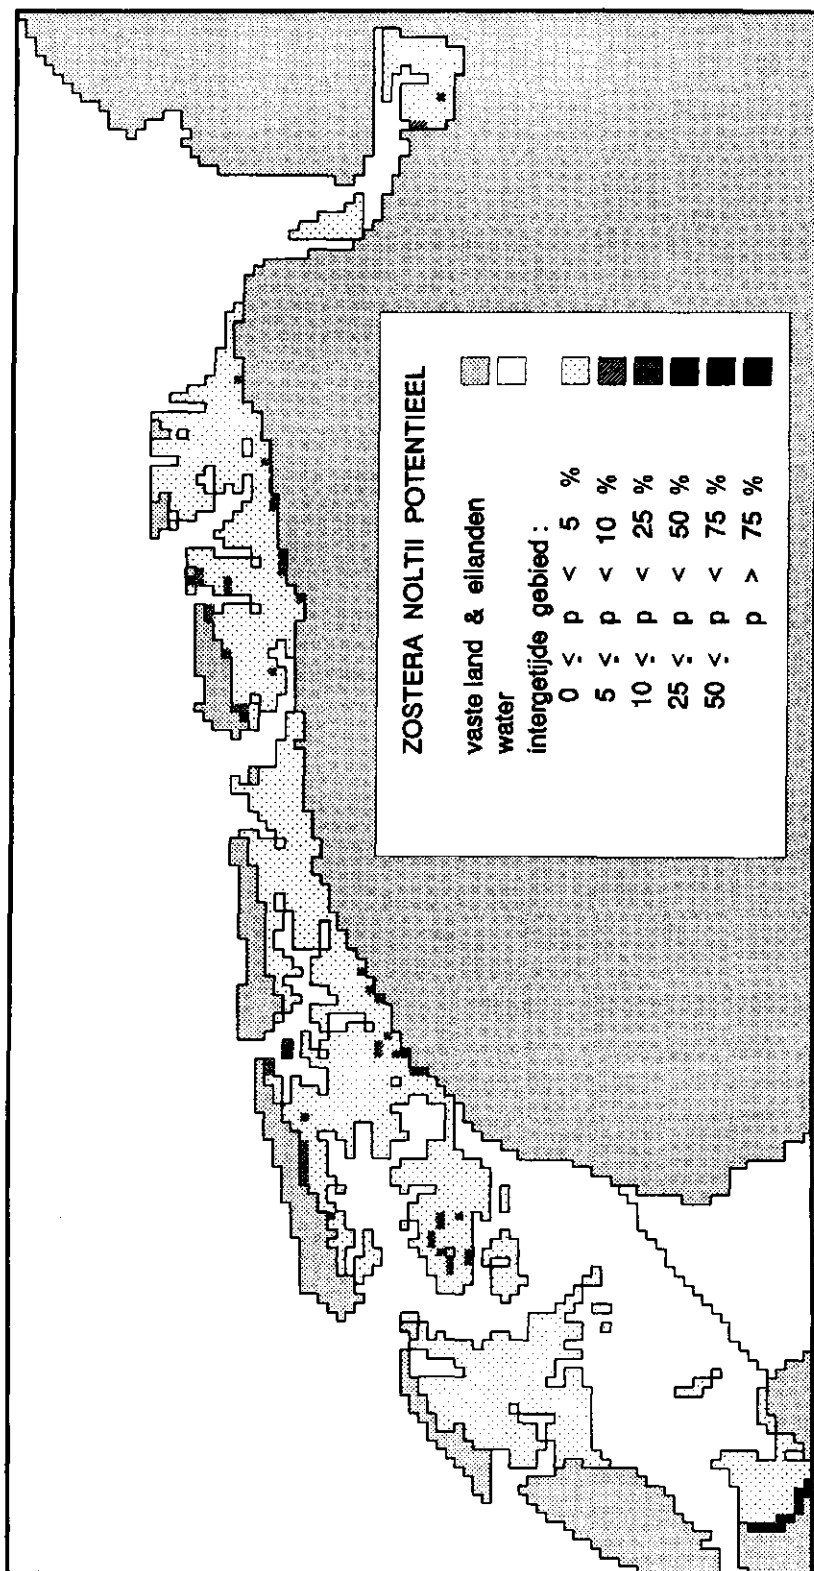 ZOSTERA NOLTII POTENTIEEL
vaste land & eilanden
water
intergetijde gebied :
0 ≤ p < 5 %
5 ≤ p < 10 %
10 ≤ p < 25 %
25 ≤ p < 50 %
50 ≤ p < 75 %
p > 75 %